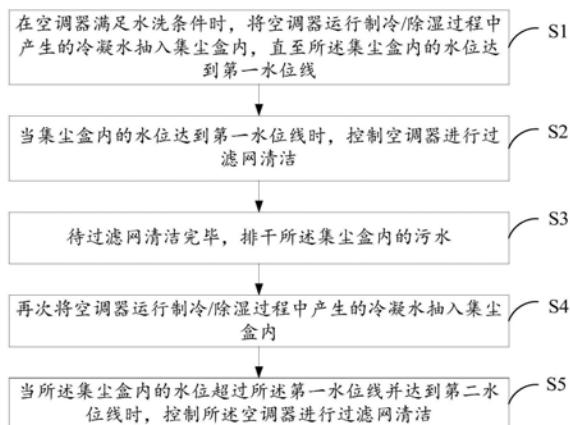 在空调器满足水洗条件时，将空调器运行制冷/除湿过程中
产生的冷凝水抽入集尘盒内，直至所述集尘盒内的水位达
到第一水位线
S1
当集尘盒内的水位达到第一水位线时，控制空调器进行过
滤网清洁
S2
待过滤网清洁完毕，排干所述集尘盒内的污水
S3
再次将空调器运行制冷/除湿过程中产生的冷凝水抽入集尘
盒内
S4
当所述集尘盒内的水位超过所述第一水位线并达到第二水
位线时，控制所述空调器进行过滤网清洁
S5